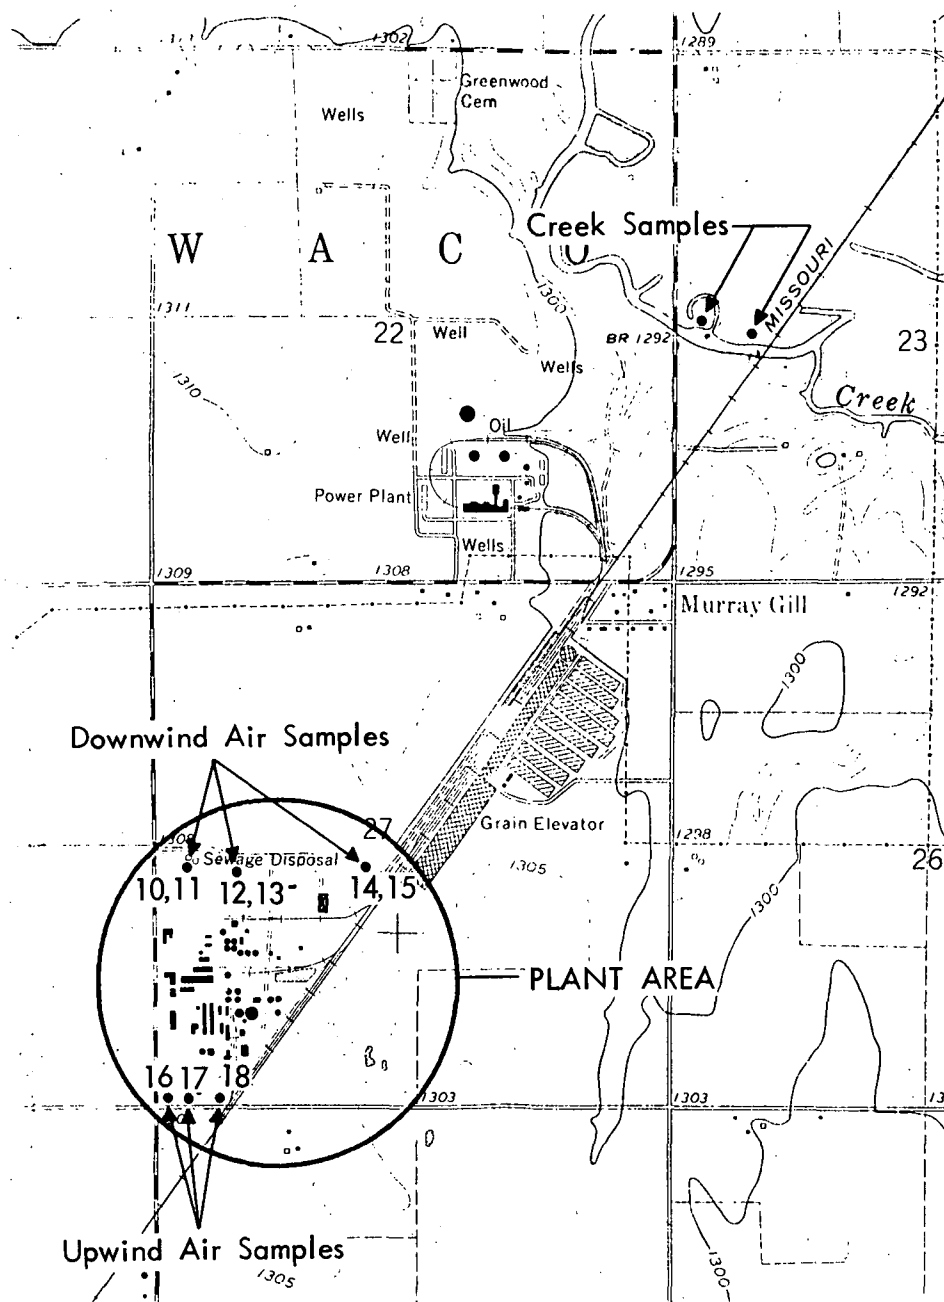 1302
1289
Greenwood
Cem
Wells
Creek Samples
W A C O
MISSOURI
1300
1311
22
Well
BR 1292
23
Wells
1310
Creek
Well
Oil
Power Plant
Wells
1309
1308
1295
1292
Murray Gill
1300
Downwind Air Samples
Grain Elevator
1308
27
1298
Sewage Disposal
1305
26
10,11
12,13
14,15
1300
PLANT AREA
16 17 18
1303
1303
13
Upwind Air Samples
1305
1300